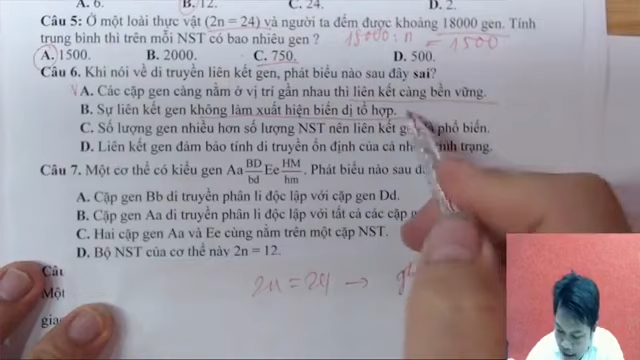 A. 6. B. 12. C. 24. D. 2.
Câu 5: Ở một loài thực vật (2n = 24) và người ta đếm được khoảng 18000 gen. Tính
trung bình thì trên mỗi NST có bao nhiêu gen ? 18000 : n = 1500
A. 1500. B. 2000. C. 750. D. 500.
Câu 6. Khi nói về di truyền liên kết gen, phát biểu nào sau đây sai?
A. Các cặp gen càng nằm ở vị trí gần nhau thì liên kết càng bền vững.
B. Sự liên kết gen không làm xuất hiện biến dị tổ hợp.
C. Số lượng gen nhiều hơn số lượng NST nên liên kết phổ biến.
D. Liên kết gen đảm bảo tính di truyền ổn định của cả tính trạng.
Câu 7. Một cơ thể có kiểu gen Aa BD/bd Ee HM/hm. Phát biểu nào sau
A. Cặp gen Bb di truyền phân li độc lập với cặp gen Dd.
B. Cặp gen Aa di truyền phân li độc lập với tất cả các cặp
C. Hai cặp gen Aa và Ee cùng nằm trên một cặp NST.
D. Bộ NST của cơ thể này 2n = 12.
2n = 24 →
Một